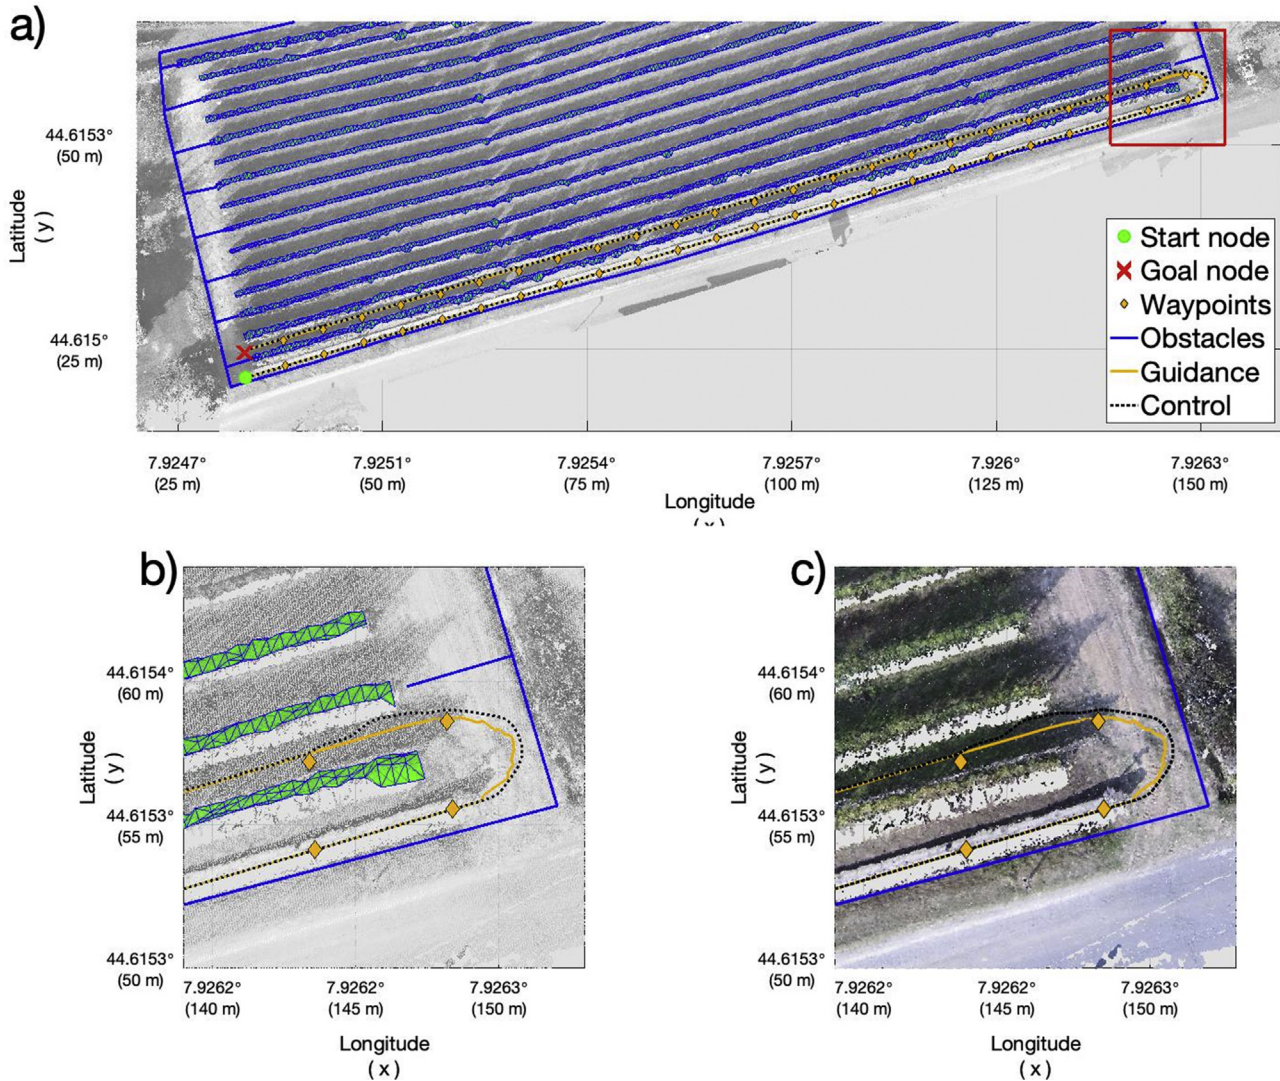 a)
44.6153°
(50 m)
Latitude
( y )
44.615°
(25 m)
Start node
Goal node
Waypoints
Obstacles
Guidance
Control
7.9247° 7.9251° 7.9254° 7.9257° 7.926° 7.9263°
(25 m) (50 m) (75 m) (100 m) (125 m) (150 m)
Longitude
( x )
b)
44.6154°
(60 m)
Latitude
( y )
44.6153°
(55 m)
44.6153°
(50 m)
7.9262° 7.9262° 7.9263°
(140 m) (145 m) (150 m)
Longitude
( x )
c)
44.6154°
(60 m)
Latitude
( y )
44.6153°
(55 m)
44.6153°
(50 m)
7.9262° 7.9262° 7.9263°
(140 m) (145 m) (150 m)
Longitude
( x )